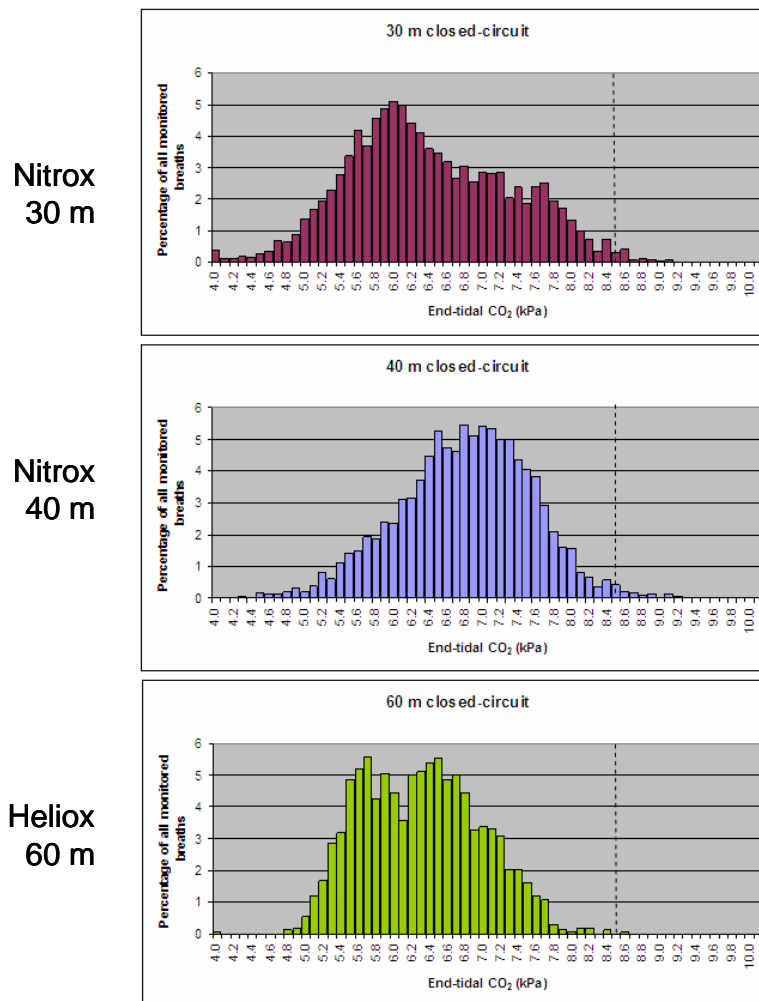 30 m closed-circuit
Nitrox
30 m
Percentage of all monitored
breaths
6
5
4
3
2
1
0
4.0 4.2 4.4 4.6 4.8 5.0 5.2 5.4 5.6 5.8 6.0 6.2 6.4 6.6 6.8 7.0 7.2 7.4 7.6 7.8 8.0 8.2 8.4 8.6 8.8 9.0 9.2 9.4 9.6 9.8 10.0
End-tidal CO₂ (kPa)
40 m closed-circuit
Nitrox
40 m
Percentage of all monitored
breaths
6
5
4
3
2
1
0
4.0 4.2 4.4 4.6 4.8 5.0 5.2 5.4 5.6 5.8 6.0 6.2 6.4 6.6 6.8 7.0 7.2 7.4 7.6 7.8 8.0 8.2 8.4 8.6 8.8 9.0 9.2 9.4 9.6 9.8 10.0
End-tidal CO₂ (kPa)
60 m closed-circuit
Heliox
60 m
Percentage of all monitored
breaths
6
5
4
3
2
1
0
4.0 4.2 4.4 4.6 4.8 5.0 5.2 5.4 5.6 5.8 6.0 6.2 6.4 6.6 6.8 7.0 7.2 7.4 7.6 7.8 8.0 8.2 8.4 8.6 8.8 9.0 9.2 9.4 9.6 9.8 10.0
End-tidal CO₂ (kPa)